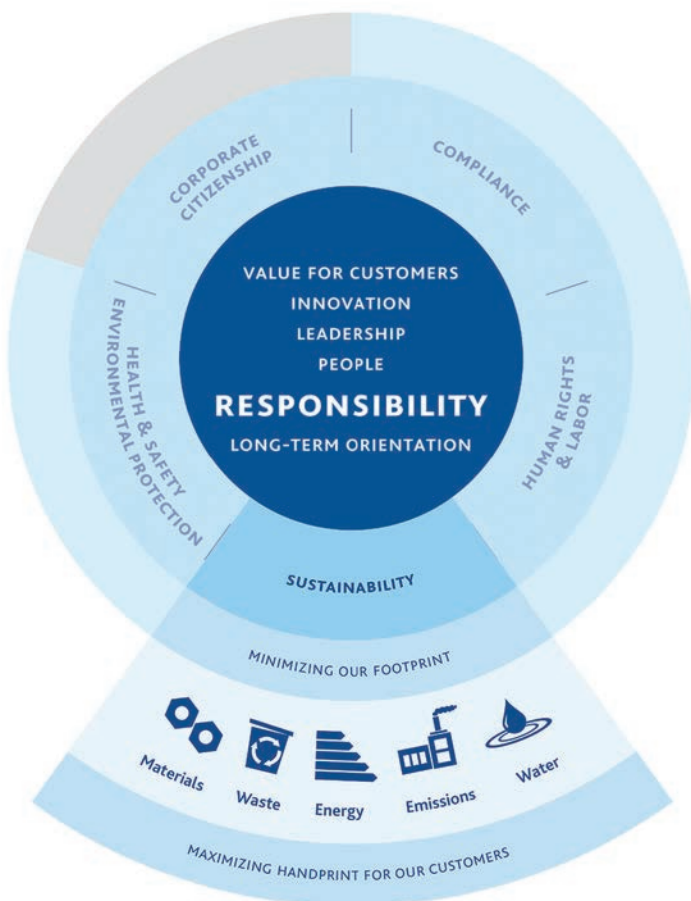 CORPORATE
CITIZENSHIP
COMPLIANCE
VALUE FOR CUSTOMERS
INNOVATION
LEADERSHIP
PEOPLE
RESPONSIBILITY
LONG-TERM ORIENTATION
HEALTH & SAFETY
ENVIRONMENTAL PROTECTION
HUMAN RIGHTS
& LABOR
SUSTAINABILITY
MINIMIZING OUR FOOTPRINT
Materials
Waste
Energy
Emissions
Water
MAXIMIZING HANDPRINT FOR OUR CUSTOMERS